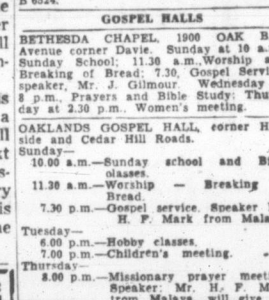 B 6524.
GOSPEL HALLS
BETHESDA CHAPEL, 1900 OAK B
Avenue corner Davie. Sunday at 10 a.
Sunday School; 11.30 a.m., Worship a
Breaking of Bread; 7.30, Gospel Serv
speaker, Mr. J. Gilmour. Wednesday
8 p.m., Prayers and Bible Study: Thu
day at 2.30 p.m. Women's meeting.
OAKLANDS GOSPEL HALL, corner H
side and Cedar Hill Roads.
Sunday—
10.00 a.m.—Sunday school and Bi
classes.
11.30 a.m.—Worship — Breaking
Bread.
7.30 p.m.—Gospel service. Speaker
H. F. Mark from Malaya
Tuesday—
6.00 p.m.—Hobby classes.
7.00 p.m.—Children's meeting.
Thursday—
8.00 p.m.—Missionary prayer meet
Speaker: Mr. H. F. M
from Malaya will give